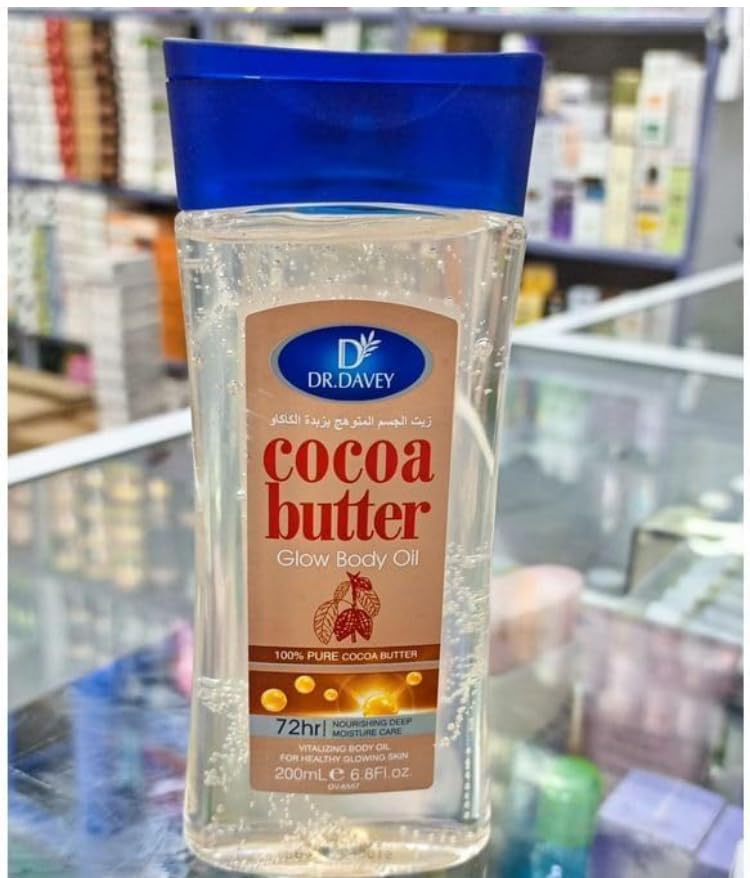 D
DR.DAVEY
زيت الجسم المتوهج بزبدة الكاكاو
cocoa
butter
Glow Body Oil
100% PURE COCOA BUTTER
72hr| NOURISHING DEEP
MOISTURE CARE
VITALIZING BODY OIL
FOR HEALTHY GLOWING SKIN
200mL e 6.8Fl.oz.